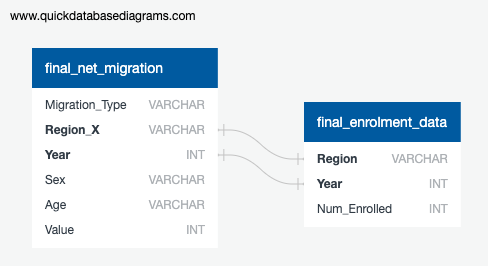 www.quickdatabasediagrams.com
final_net_migration
Migration_Type VARCHAR
Region_X VARCHAR
Year INT
Sex VARCHAR
Age VARCHAR
Value INT
final_enrolment_data
Region VARCHAR
Year INT
Num_Enrolled INT